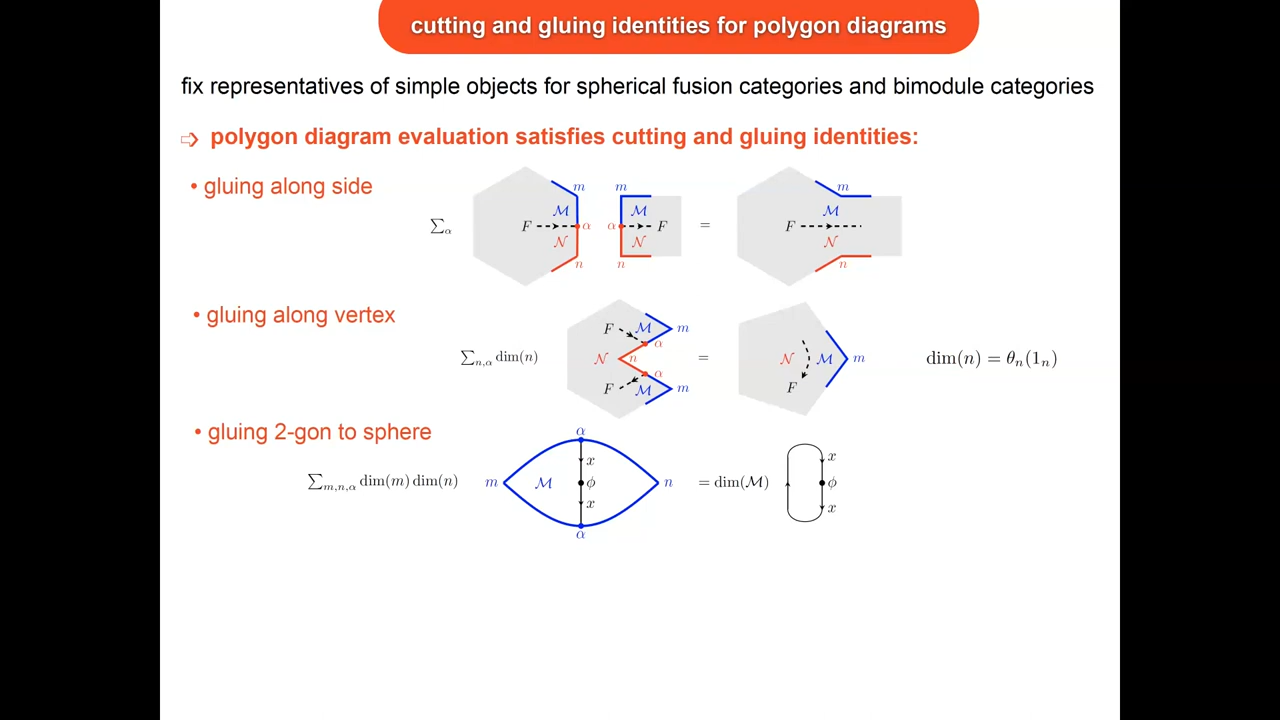 cutting and gluing identities for polygon diagrams
fix representatives of simple objects for spherical fusion categories and bimodule categories
⇨ polygon diagram evaluation satisfies cutting and gluing identities:
• gluing along side
m m m
ℳ ℳ ℳ
∑α F α α F = F
𝒩 𝒩 𝒩
n n n
• gluing along vertex
F ℳ m
α
∑n,α dim(n) 𝒩 n = 𝒩 ℳ m dim(n) = θn(1n)
α
F ℳ m F
• gluing 2-gon to sphere
α
x x
∑m,n,α dim(m) dim(n) m ℳ ϕ n = dim(ℳ) ϕ
x x
α